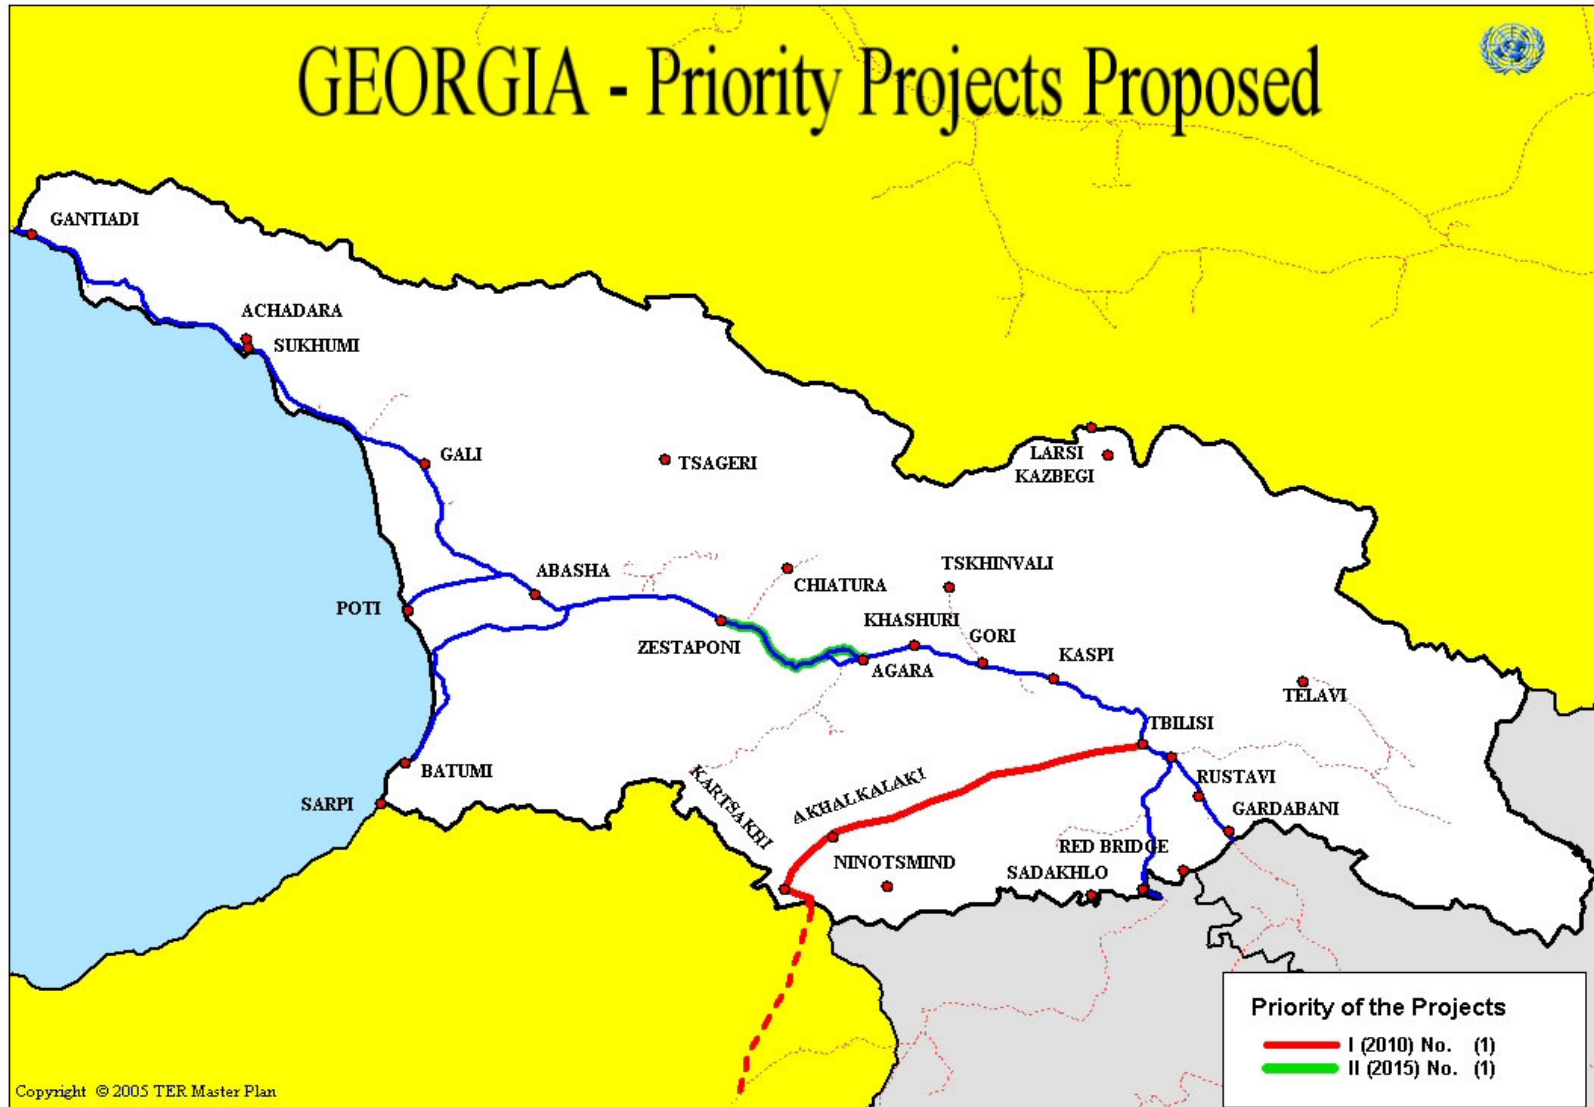 GEORGIA - Priority Projects Proposed
GANTIADI
ACHADARA
SUKHUMI
GALI
TSAGERI
LARSI
KAZBEGI
ABASHA
CHIATURA
TSKHINVALI
POTI
KHASHURI
ZESTAPONI
GORI
AGARA
KASPI
TELAVI
TBILISI
BATUMI
KARTSAKHI
AKHALKALAKI
RUSTAVI
SARPI
GARDABANI
RED BRIDGE
NINOTSMIND
SADAKHLO
Priority of the Projects
I (2010) No. (1)
II (2015) No. (1)
Copyright © 2005 TER Master Plan